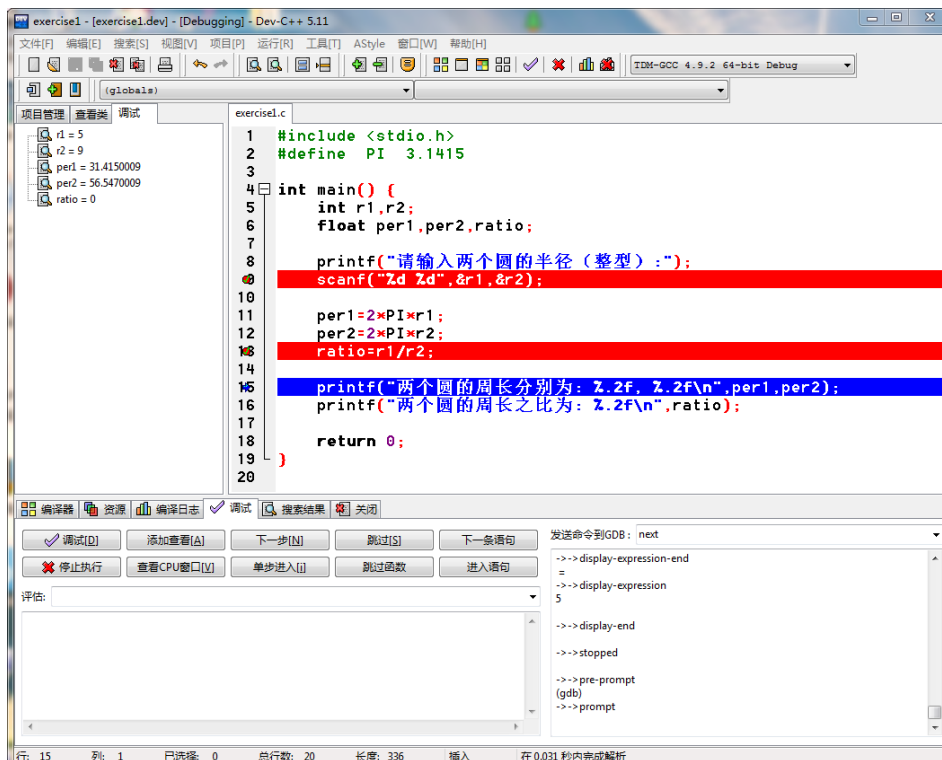 exercise1 - [exercise1.dev] - [Debugging] - Dev-C++ 5.11
文件[F] 编辑[E] 搜索[S] 视图[V] 项目[P] 运行[R] 工具[T] AStyle 窗口[W] 帮助[H]
TDM-GCC 4.9.2 64-bit Debug
(globals)
项目管理 查看类 调试
r1 = 5
r2 = 9
per1 = 31.4150009
per2 = 56.5470009
ratio = 0
exercise1.c
1 #include <stdio.h>
2 #define PI 3.1415
3
4 int main() {
5 int r1,r2;
6 float per1,per2,ratio;
7
8 printf("请输入两个圆的半径（整型）:");
9 scanf("%d %d",&r1,&r2);
10
11 per1=2*PI*r1;
12 per2=2*PI*r2;
13 ratio=r1/r2;
14
15 printf("两个圆的周长分别为: %.2f, %.2f\n",per1,per2);
16 printf("两个圆的周长之比为: %.2f\n",ratio);
17
18 return 0;
19 }
20
编译器 资源 编译日志 调试 搜索结果 关闭
调试[D] 添加查看[A] 下一步[N] 跳过[S] 下一条语句
停止执行 查看CPU窗口[V] 单步进入[i] 跳过函数 进入语句
评估:
发送命令到GDB: next
->->display-expression-end
=
->->display-expression
5
->->display-end
->->stopped
->->pre-prompt
(gdb)
->->prompt
行: 15 列: 1 已选择: 0 总行数: 20 长度: 336 插入 在 0.031 秒内完成解析